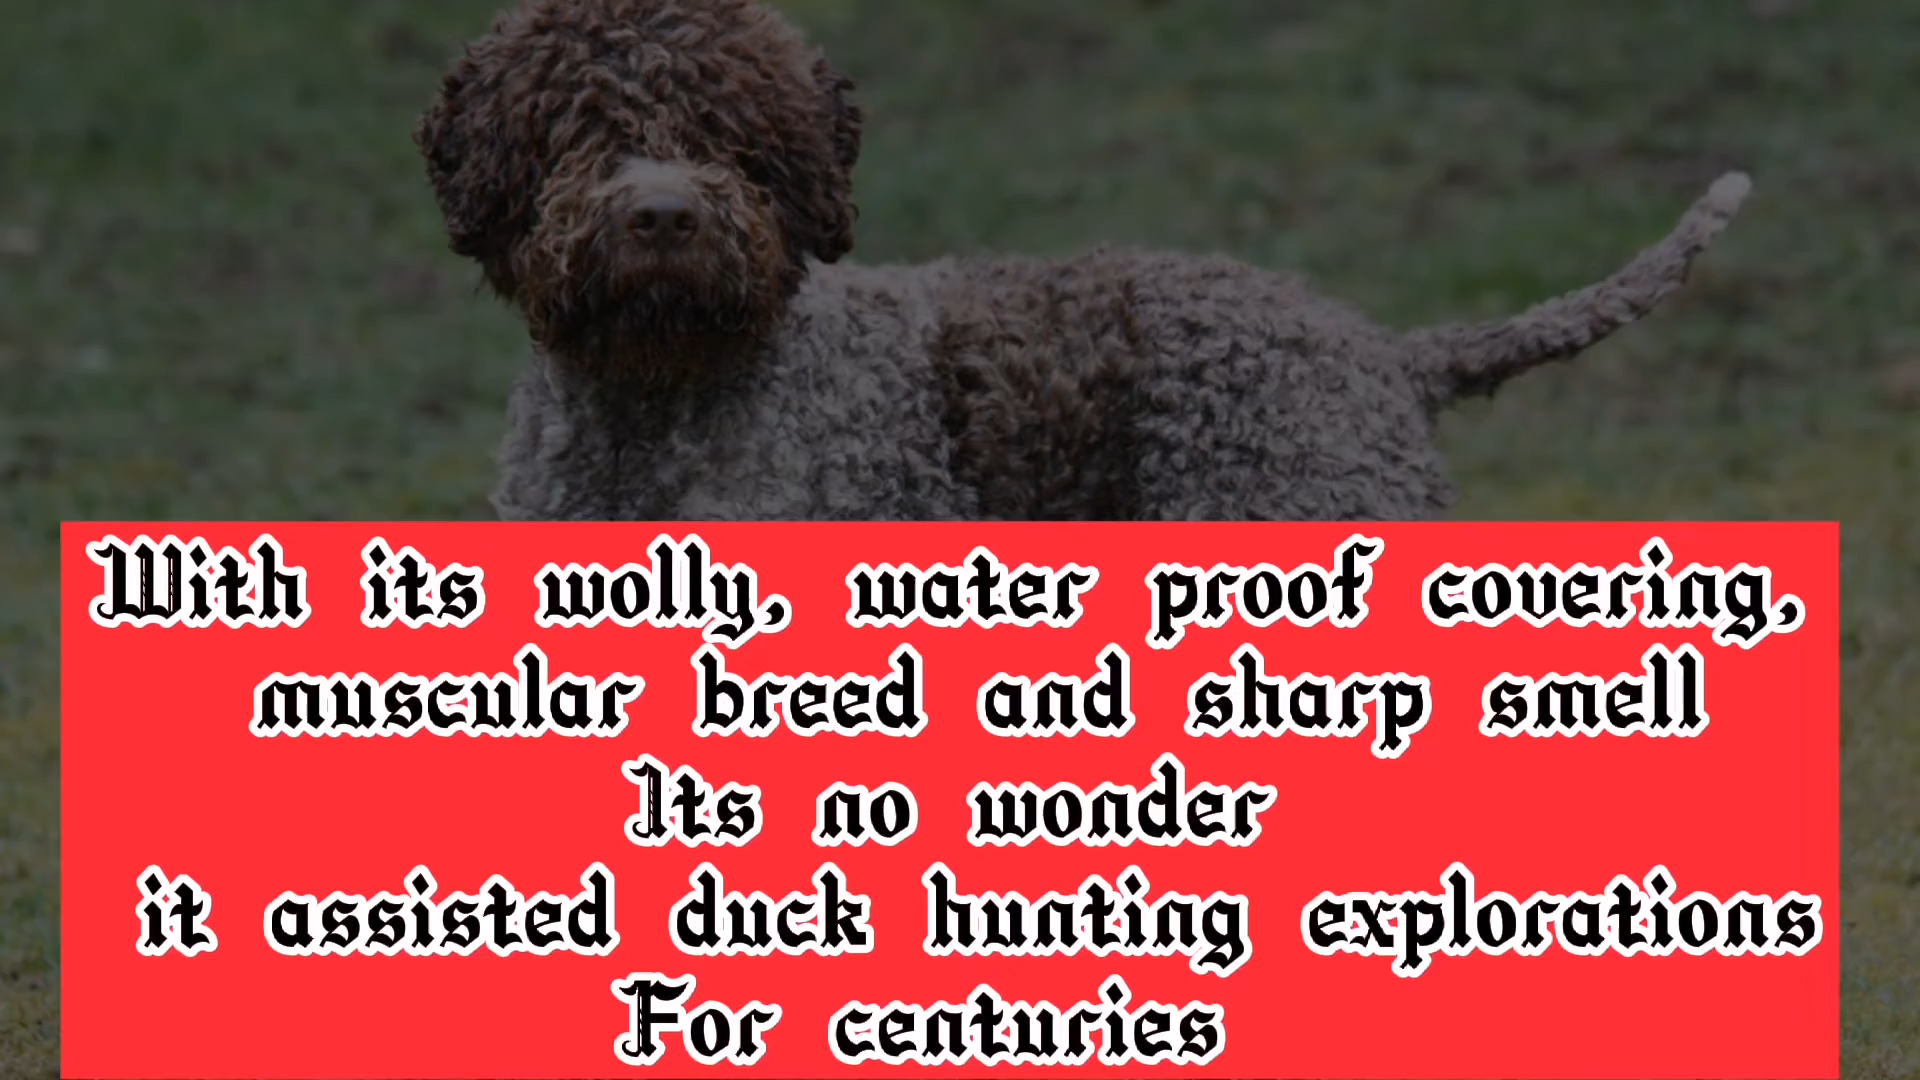 With its wolly, water proof covering,
muscular breed and sharp smell
Its no wonder
it assisted duck hunting explorations
For centuries